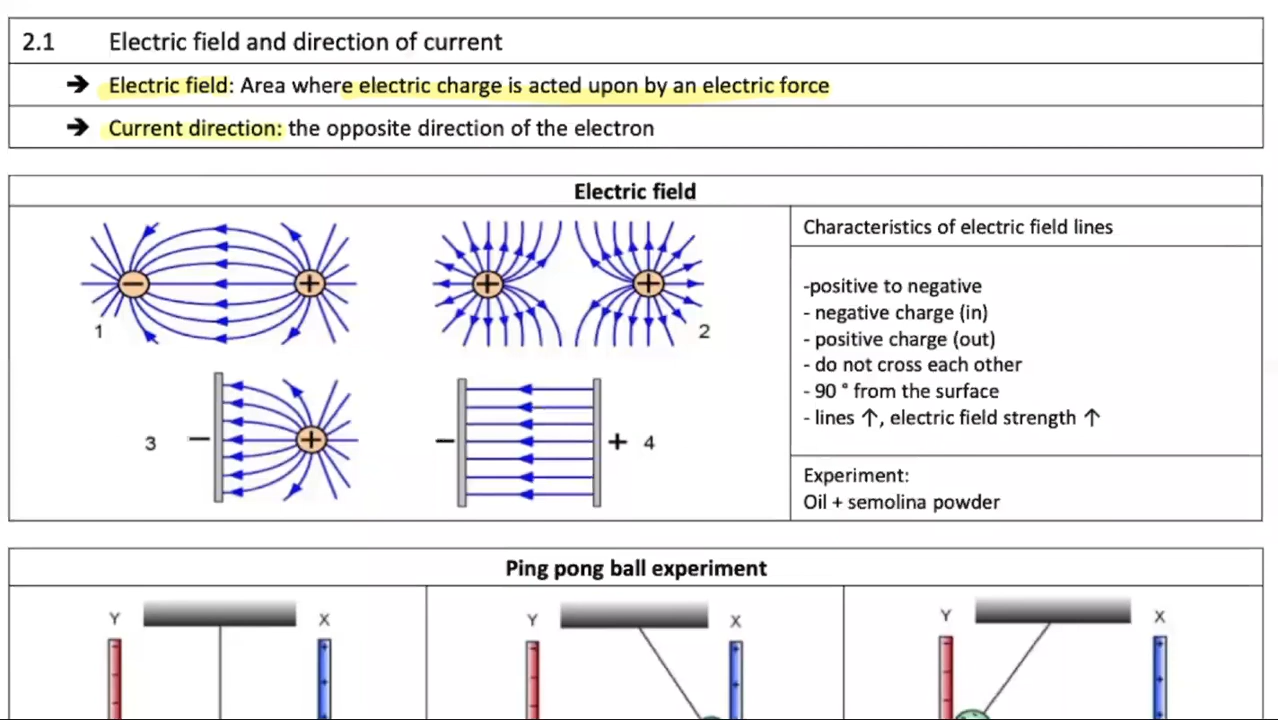 2.1 Electric field and direction of current
➔ Electric field: Area where electric charge is acted upon by an electric force
➔ Current direction: the opposite direction of the electron
Electric field
Characteristics of electric field lines
-positive to negative
- negative charge (in)
- positive charge (out)
- do not cross each other
- 90 ° from the surface
- lines ↑, electric field strength ↑
Experiment:
Oil + semolina powder
− +
1
+ +
2
3 − +
− + 4
Ping pong ball experiment
Y X
Y X
Y X